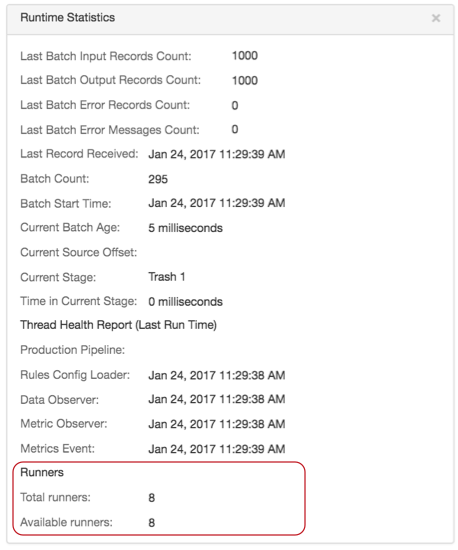 Runtime Statistics ×
Last Batch Input Records Count: 1000
Last Batch Output Records Count: 1000
Last Batch Error Records Count: 0
Last Batch Error Messages Count: 0
Last Record Received: Jan 24, 2017 11:29:39 AM
Batch Count: 295
Batch Start Time: Jan 24, 2017 11:29:39 AM
Current Batch Age: 5 milliseconds
Current Source Offset:
Current Stage: Trash 1
Time in Current Stage: 0 milliseconds
Thread Health Report (Last Run Time)
Production Pipeline:
Rules Config Loader: Jan 24, 2017 11:29:38 AM
Data Observer: Jan 24, 2017 11:29:38 AM
Metric Observer: Jan 24, 2017 11:29:38 AM
Metrics Event: Jan 24, 2017 11:29:39 AM
Runners
Total runners: 8
Available runners: 8